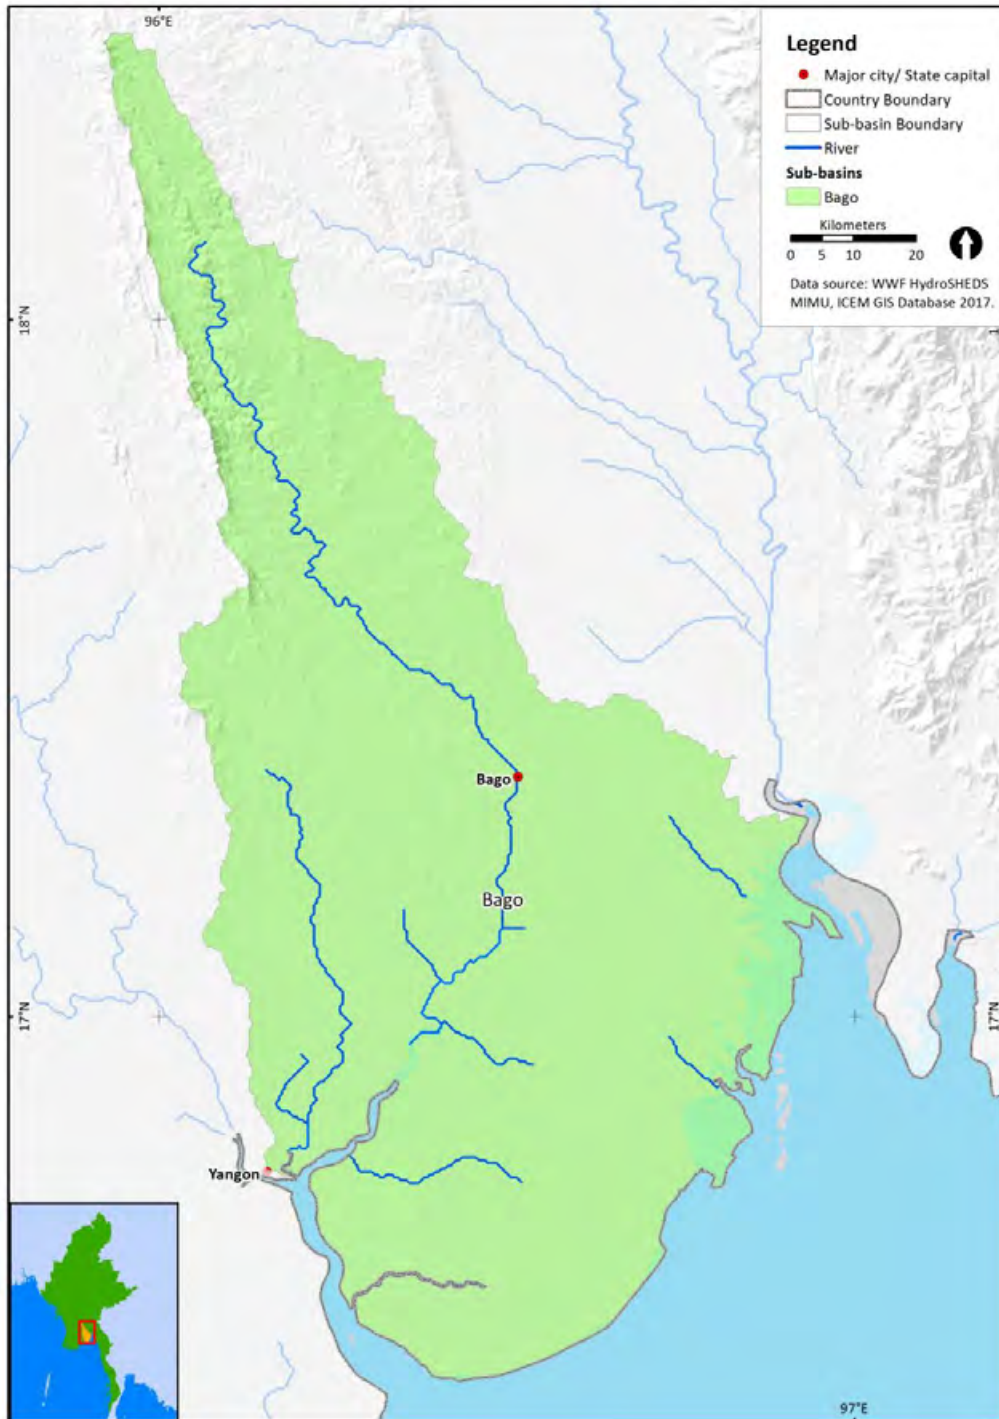 96°E
Legend
Major city/ State capital
Country Boundary
Sub-basin Boundary
River
Sub-basins
Bago
Kilometers
0 5 10 20
Data source: WWF HydroSHEDS
MIMU, ICEM GIS Database 2017.
18°N
1
Bago
Bago
17°N
17°N
Yangon
97°E